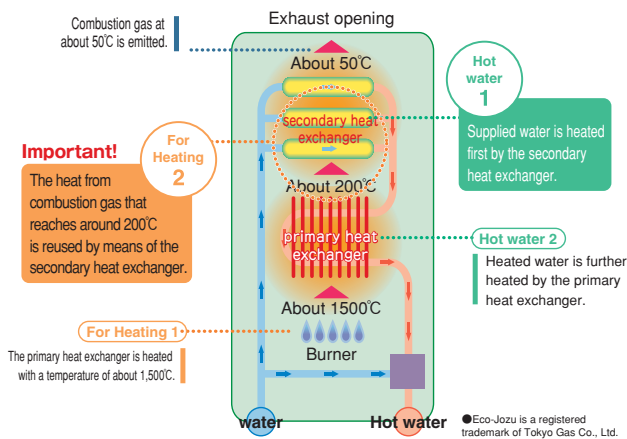 Exhaust opening
Combustion gas at
about 50℃ is emitted.
About 50℃
Hot
water
1
Supplied water is heated
first by the secondary
heat exchanger.
secondary heat
exchanger
For
Heating
2
Important!
The heat from
combustion gas that
reaches around 200℃
is reused by means of the
secondary heat exchanger.
About 200℃
primary heat
exchanger
Hot water 2
Heated water is further
heated by the primary
heat exchanger.
About 1500℃
For Heating 1
The primary heat exchanger is heated
with a temperature of about 1,500℃.
Burner
water
Hot water
●Eco-Jozu is a registered
trademark of Tokyo Gas Co., Ltd.